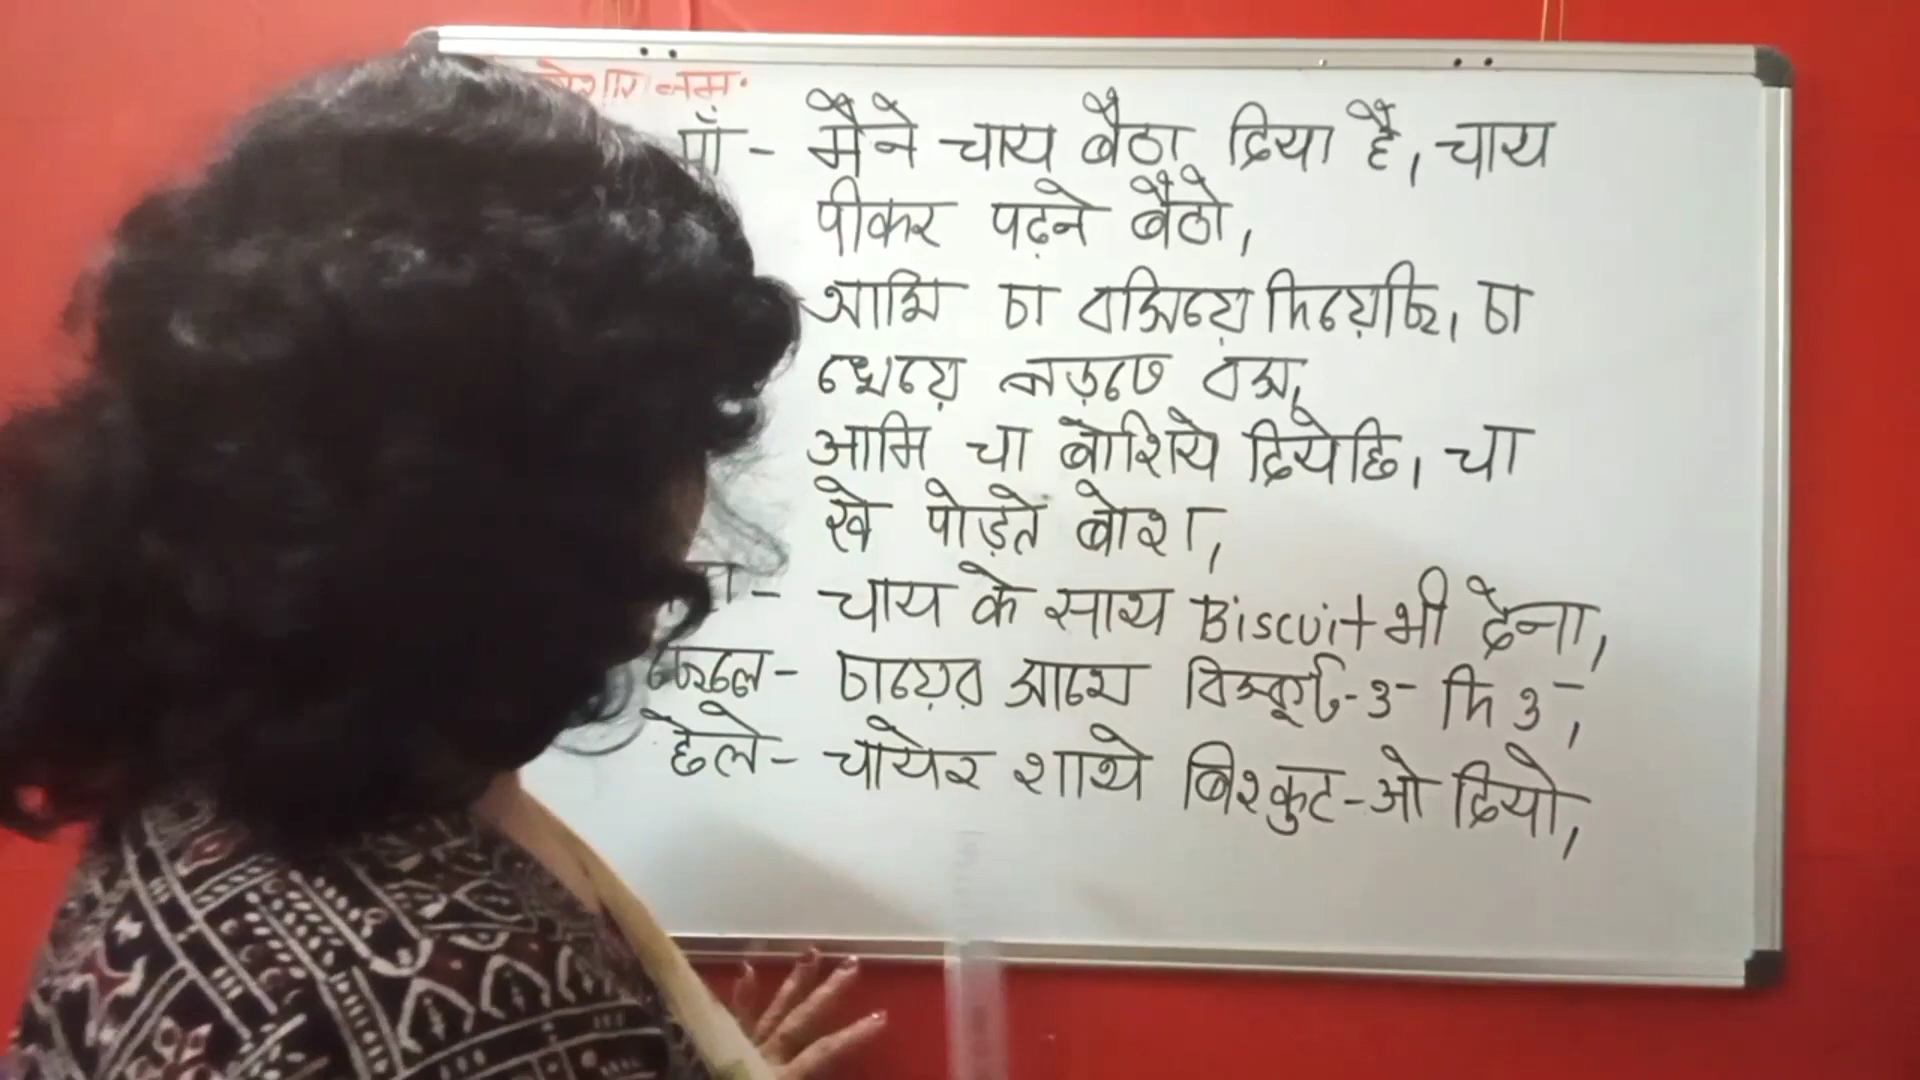 माँ - मैंने चाय बैठा दिया है, चाय
पीकर पढ़ने बैठो,
আমি চা বসিয়ে দিয়েছি, চা
খেয়ে পড়তে বস,
आमि चा बोशिये दियेछि, चा
खे पोड़ते बोश,
चाय के साथ Biscuit भी देना,
ছেলে- চায়ের সাথে বিস্কুট-ও দিও,
छेले- चायेर शाथे बिश्कुट-ओ दियो,